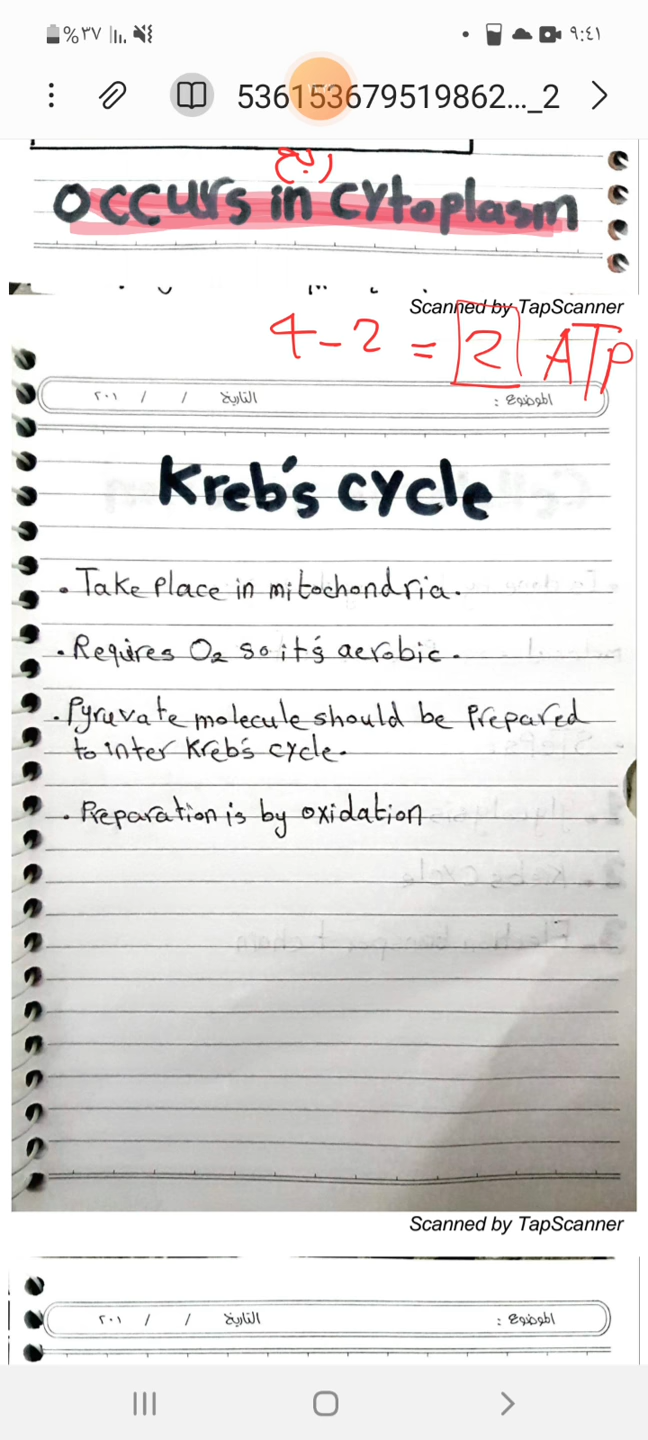 %٣٧
٩:٤١
536153679519862..._2
ربع
occurs in cytoplasm
Scanned by TapScanner
4-2 = 2 ATP
٢٠١ / / التاريخ الموضوع :
Kreb's cycle
. Take Place in mitochondria.
. Requires O₂ so it's aerobic.
. Pyruvate molecule should be Prepared
to inter Kreb's cycle.
. Preparation is by oxidation
Scanned by TapScanner
٢٠١ / / التاريخ الموضوع :